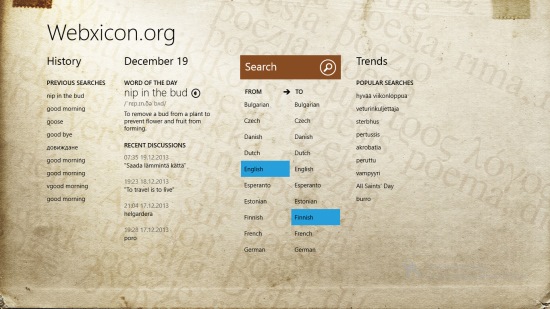 Webxicon.org
History
PREVIOUS SEARCHES
nip in the bud
good morning
goose
good bye
довиждане
good morning
good morning
vgood morning
good morning
December 19
WORD OF THE DAY
nip in the bud
/ˈnɪp.ɪn.ðə bʌd/
To remove a bud from a plant to
prevent flower and fruit from
forming.
RECENT DISCUSSIONS
07:35 19.12.2013
"Saada lämmintä kättä"
19:23 18.12.2013
"To travel is to live"
21:04 17.12.2013
helgardera
19:28 17.12.2013
poro
Search
FROM → TO
Bulgarian Bulgarian
Czech Czech
Danish Danish
Dutch Dutch
English English
Esperanto Esperanto
Estonian Estonian
Finnish Finnish
French French
German German
Trends
POPULAR SEARCHES
hyvää viikonloppua
veturinkuljettaja
sterbhus
pertussis
akrobatia
peruttu
vampyyri
All Saints' Day
burro